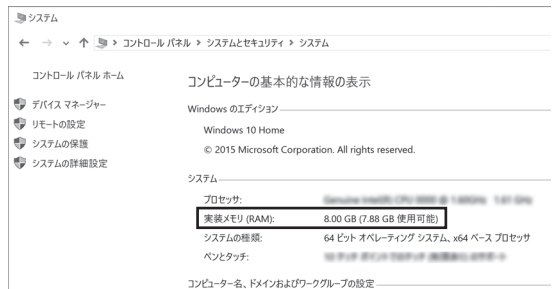 システム
コントロール パネル > システムとセキュリティ > システム
コントロール パネル ホーム
デバイス マネージャー
リモートの設定
システムの保護
システムの詳細設定
コンピューターの基本的な情報の表示
Windows のエディション
Windows 10 Home
© 2015 Microsoft Corporation. All rights reserved.
システム
プロセッサ:
実装メモリ (RAM): 8.00 GB (7.88 GB 使用可能)
システムの種類: 64 ビット オペレーティング システム、x64 ベース プロセッサ
ペンとタッチ:
コンピューター名、ドメインおよびワークグループの設定